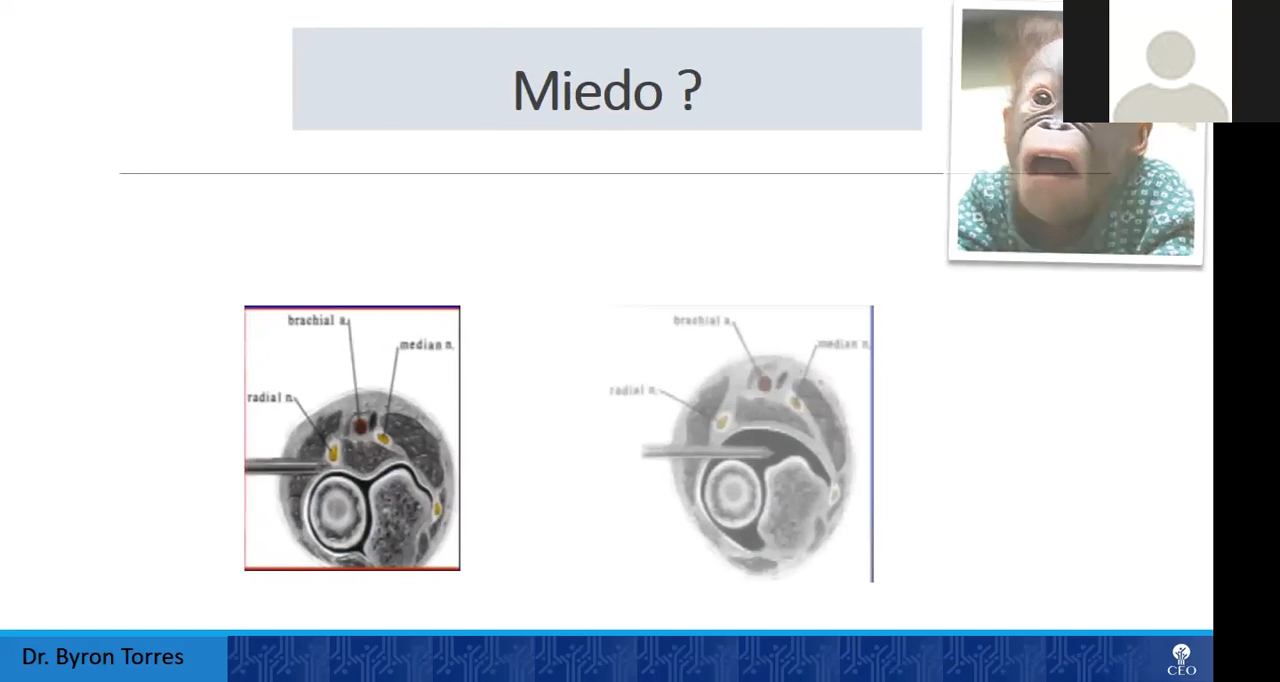 Miedo ?
brachial a.
median n.
radial n.
brachial a.
median n.
radial n.
Dr. Byron Torres
CEO